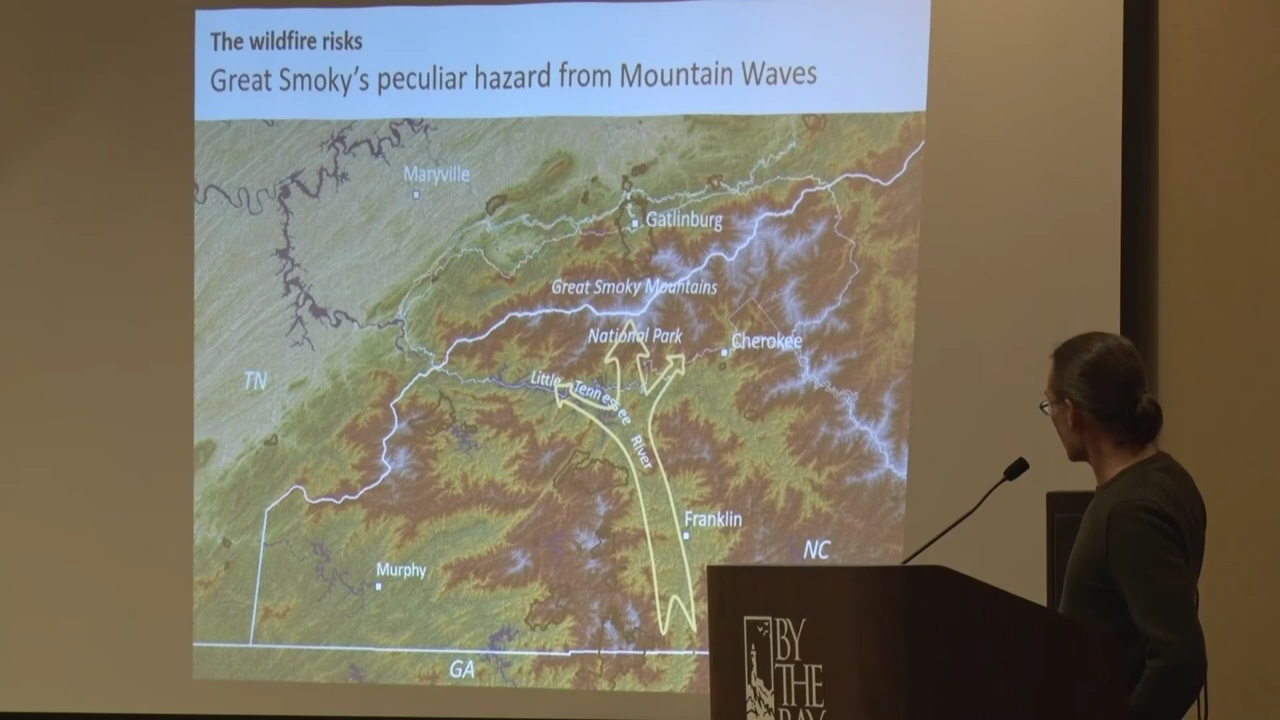 The wildfire risks
Great Smoky's peculiar hazard from Mountain Waves
Maryville
Gatlinburg
Great Smoky Mountains
National Park
Cherokee
TN
Little Tennessee River
Franklin
NC
Murphy
GA
BY
THE
BAY